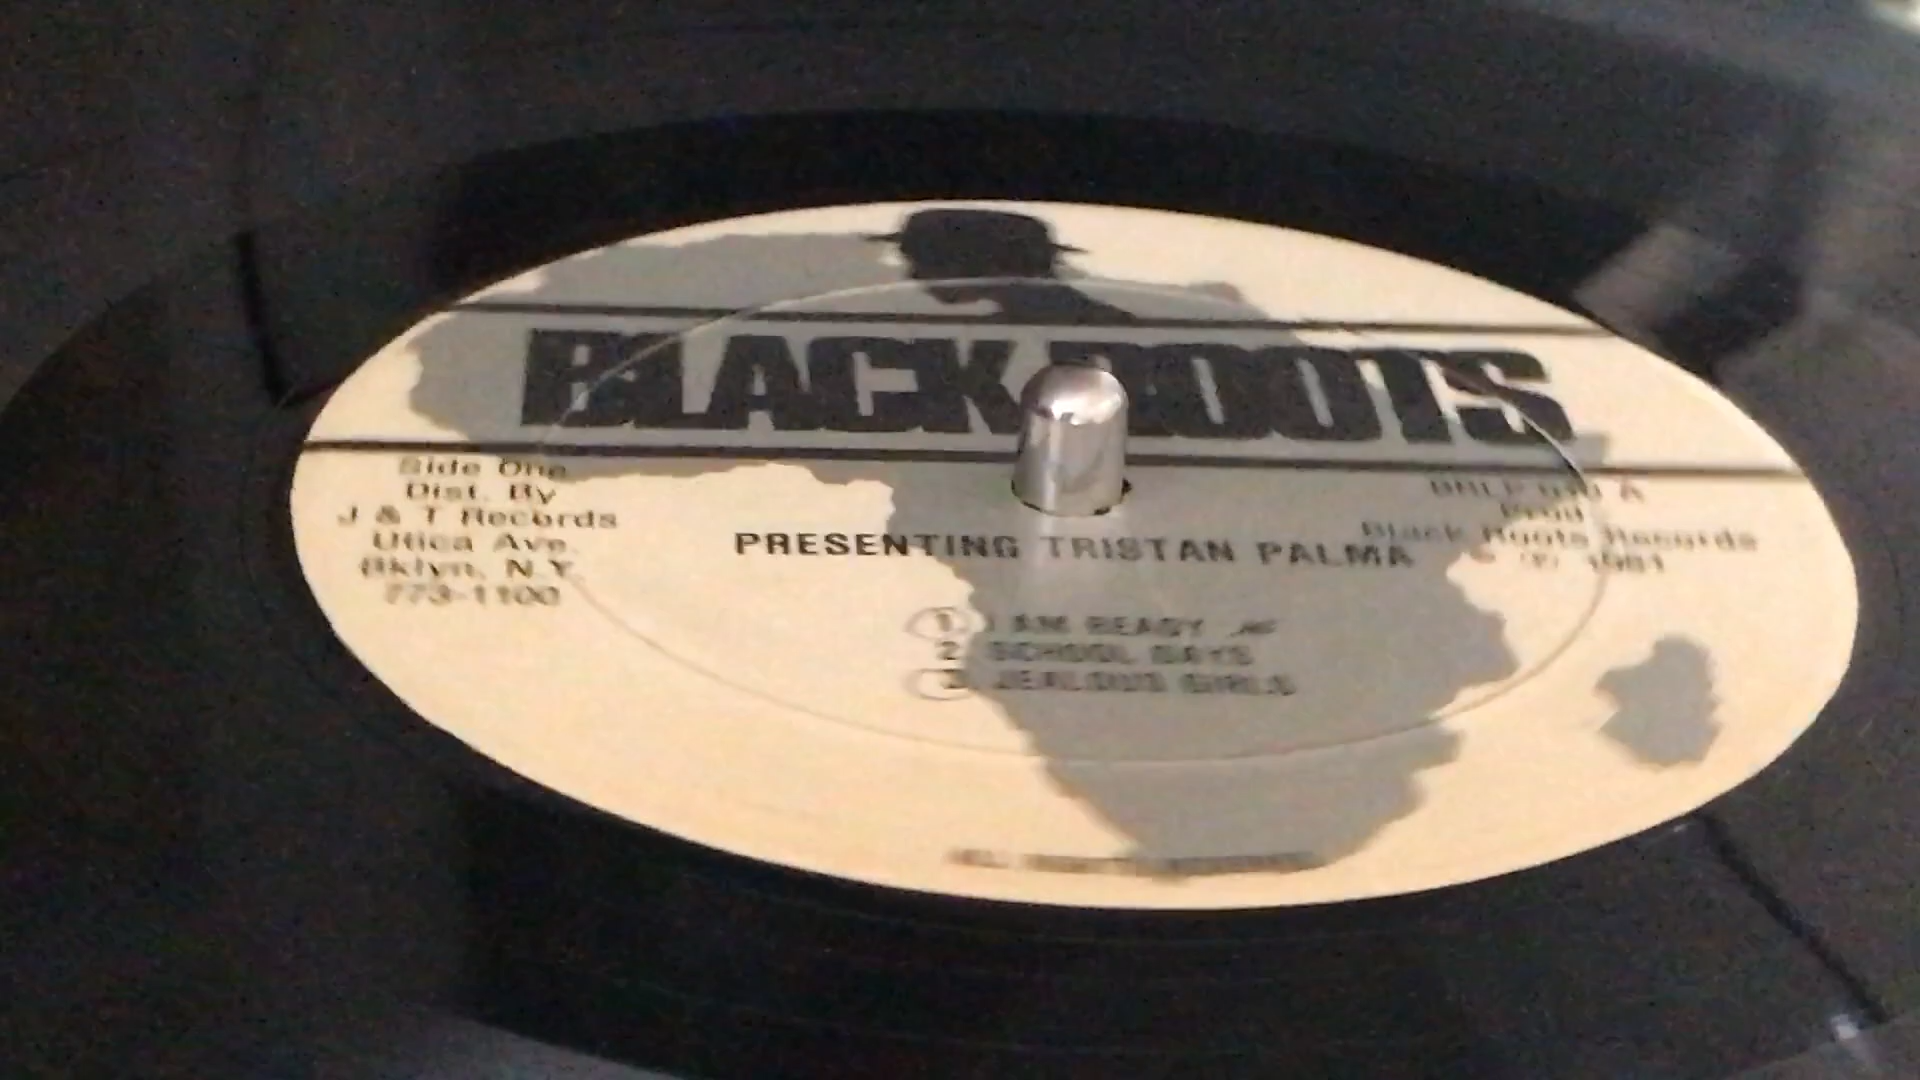 BLACK ROOTS
Side One
Dist. By
J & T Records
Utica Ave.
Bklyn, N.Y.
773-1100
A
Prod
Black Roots Records
℗ 1981
PRESENTING TRISTAN PALMA
1. I AM READY
2. SCHOOL DAYS
3. JEALOUS GIRLS